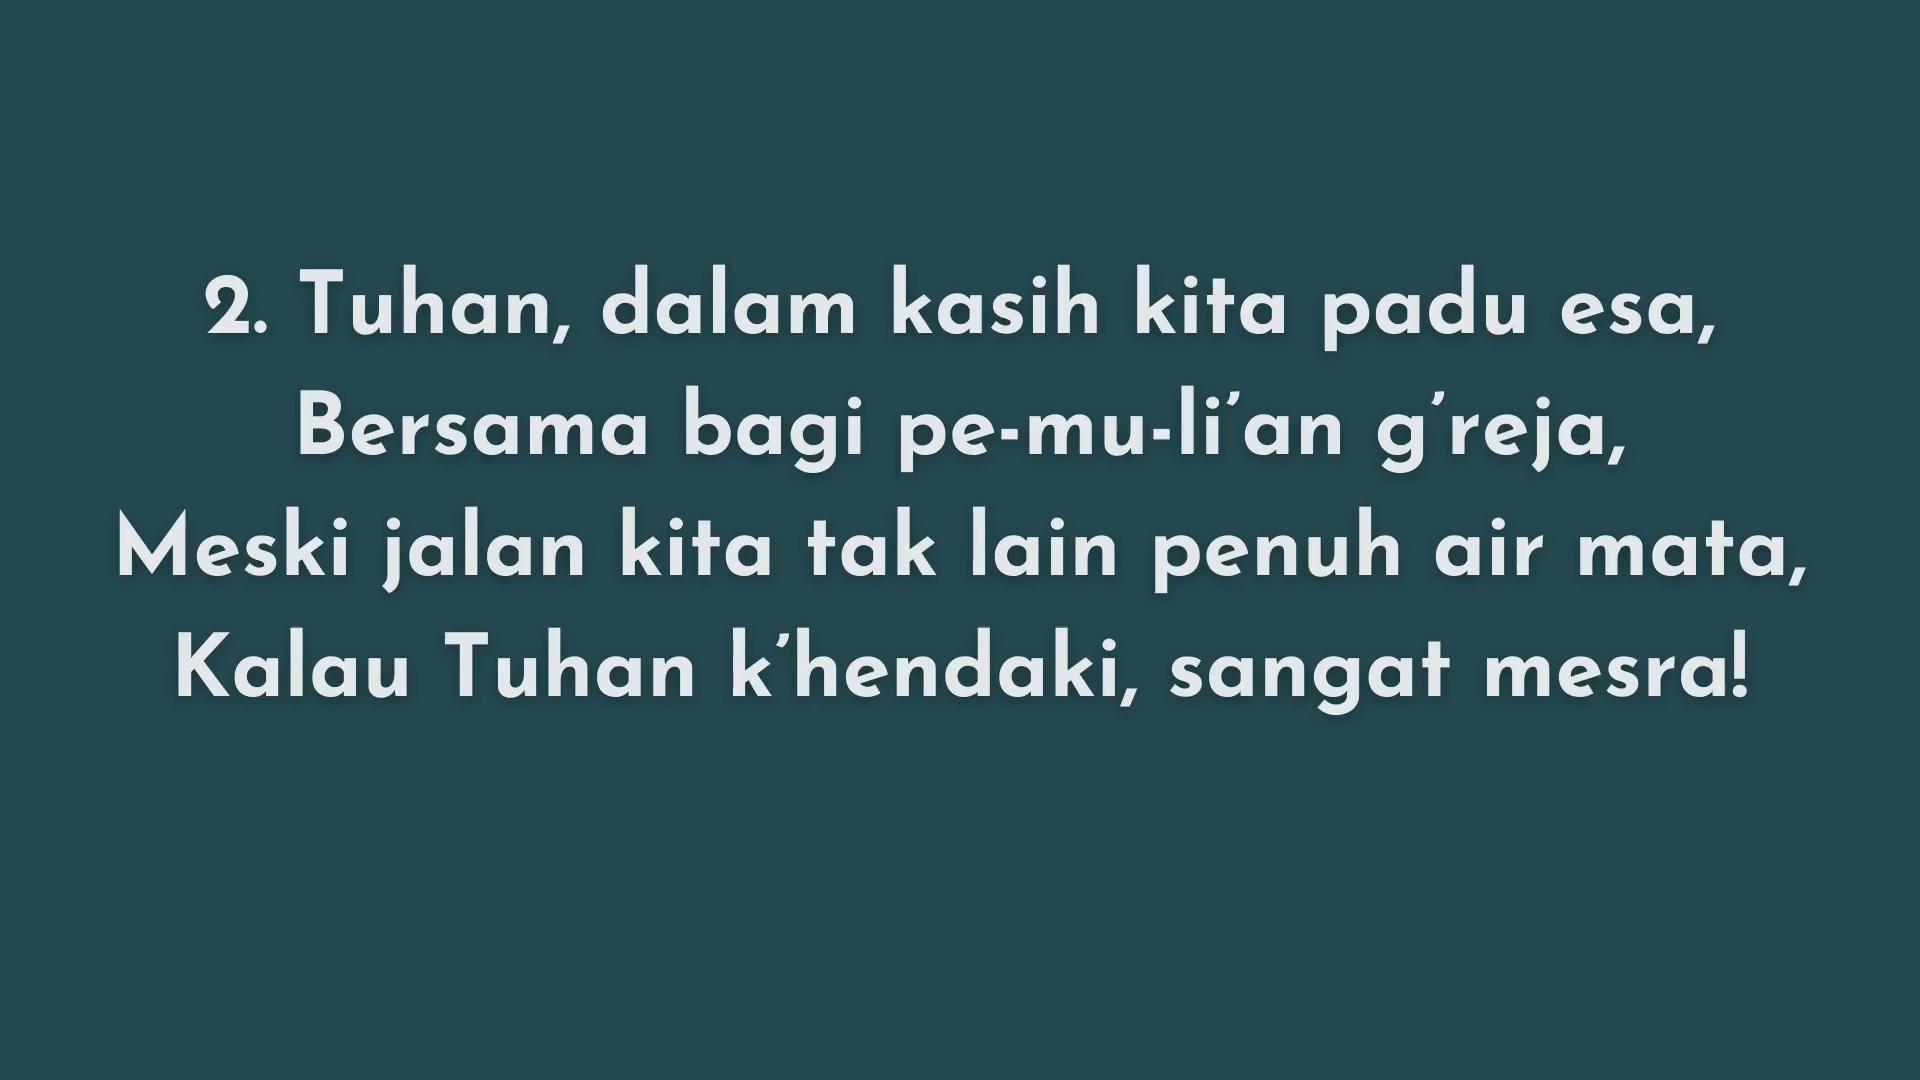 2. Tuhan, dalam kasih kita padu esa,
Bersama bagi pe-mu-li’an g’reja,
Meski jalan kita tak lain penuh air mata,
Kalau Tuhan k’hendaki, sangat mesra!